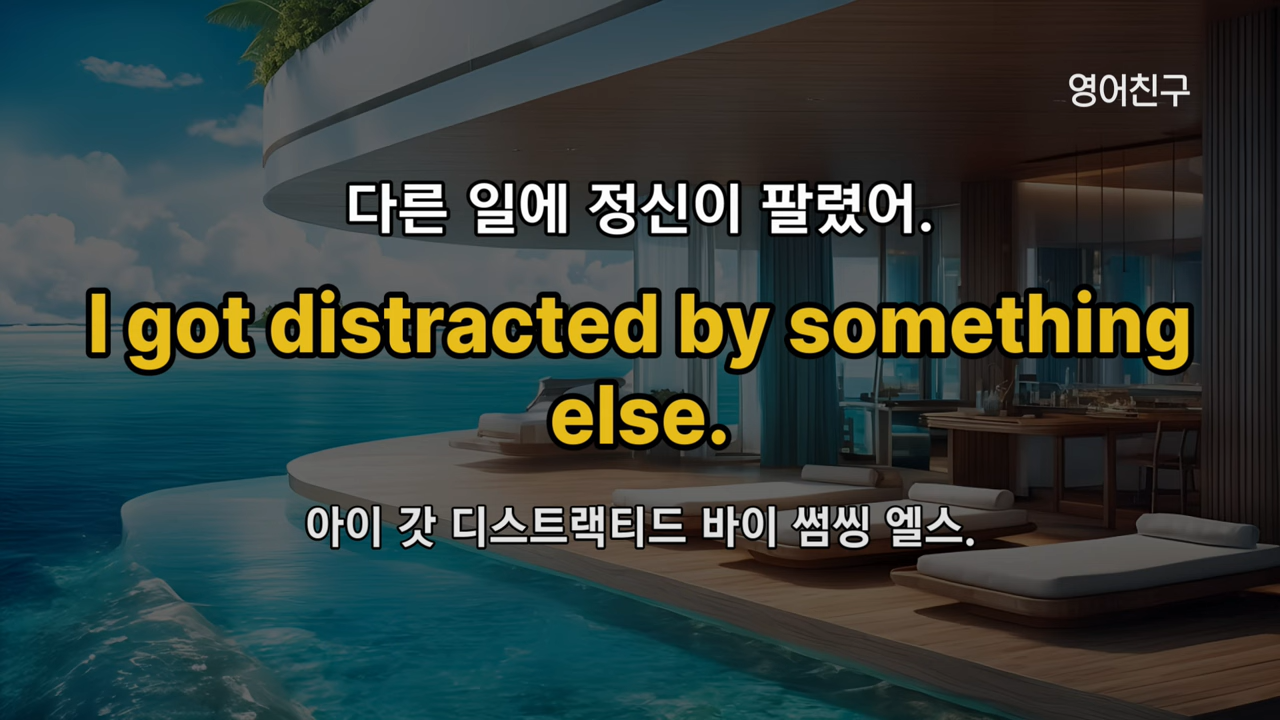 영어친구
다른 일에 정신이 팔렸어.
I got distracted by something
else.
아이 갓 디스트랙티드 바이 썸씽 엘스.